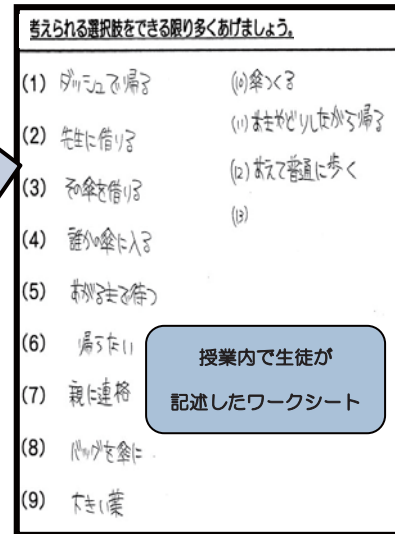 考えられる選択肢をできる限り多くあげましょう。
(1) ダッシュで帰る
(2) 先生に借りる
(3) その傘を借りる
(4) 誰かの傘に入る
(5) あがるまで待つ
(6) 帰らない
(7) 親に連絡
(8) バッグを傘に
(9) 大きい葉
(10) 傘つくる
(11) あまやどりしながら帰る
(12) あえて普通に歩く
(13)
授業内で生徒が
記述したワークシート